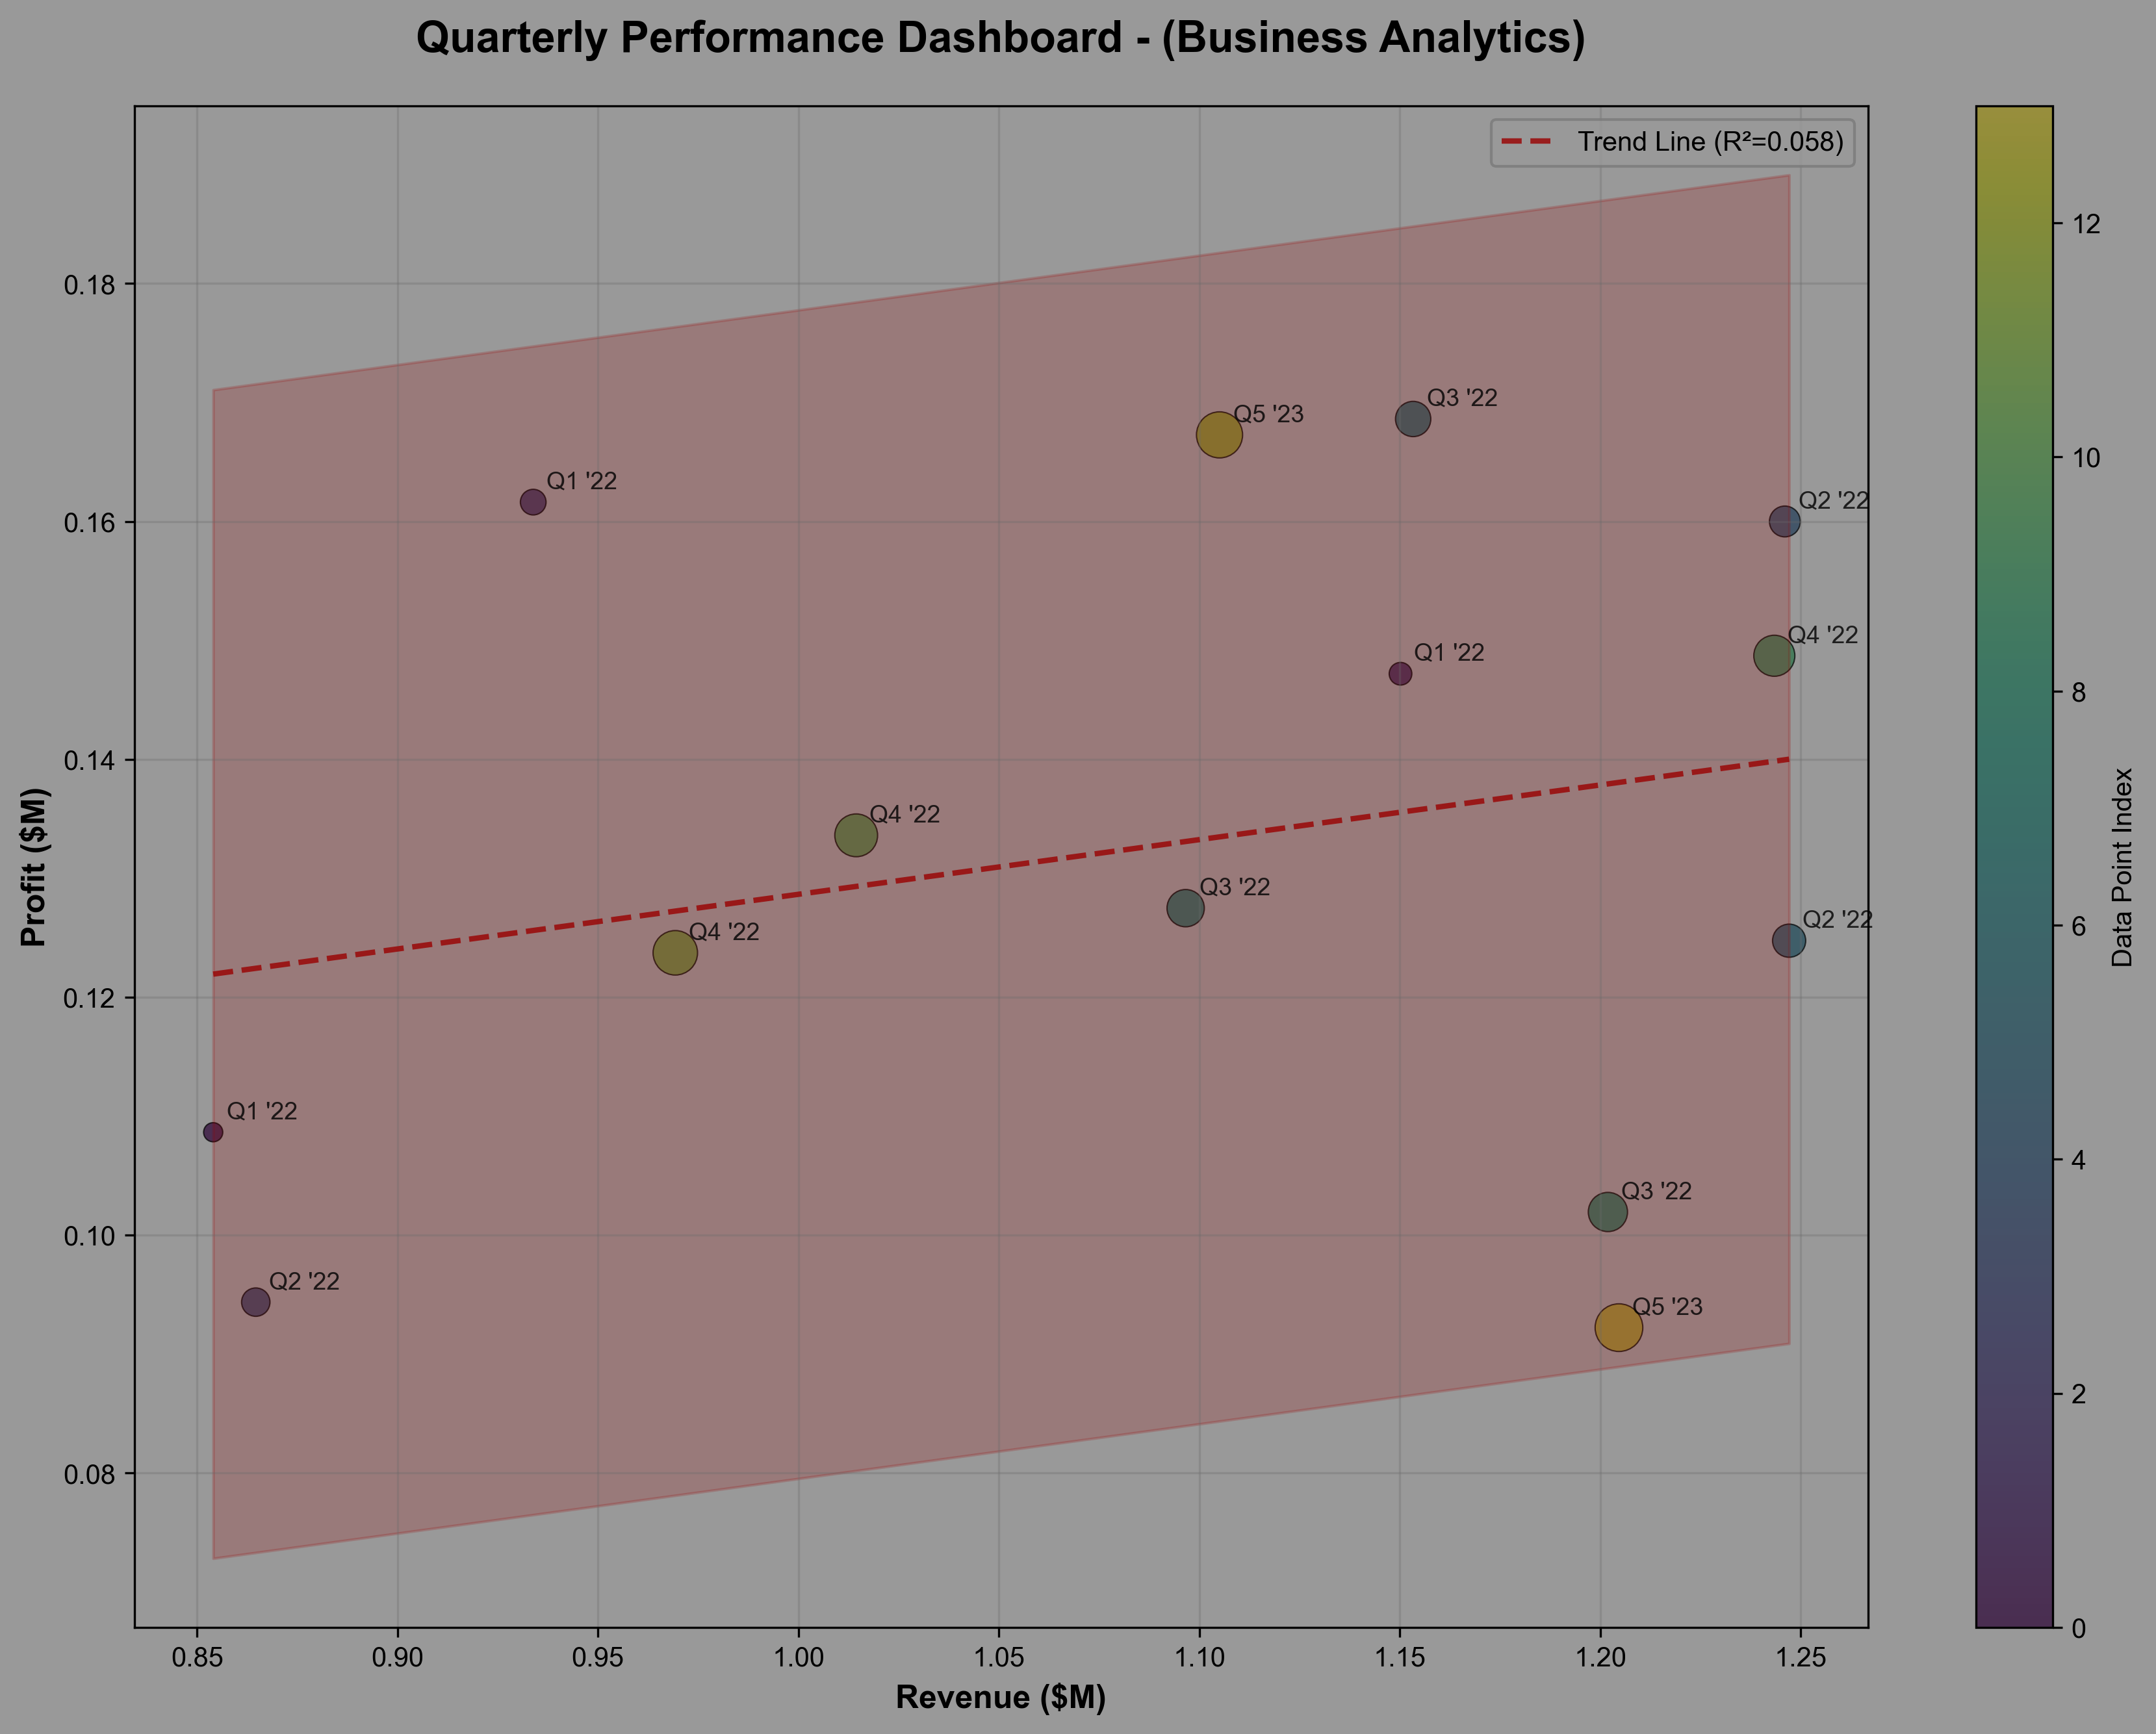 Quarterly Performance Dashboard - (Business Analytics)
Trend Line (R²=0.058)
Profit ($M)
0.18
0.16
0.14
0.12
0.10
0.08
Q3 '22
Q5 '23
Q1 '22
Q2 '22
Q4 '22
Q1 '22
Q4 '22
Q3 '22
Q4 '22
Q2 '22
Q1 '22
Q3 '22
Q2 '22
Q5 '23
0.85 0.90 0.95 1.00 1.05 1.10 1.15 1.20 1.25
Revenue ($M)
12
10
8
6
4
2
0
Data Point Index